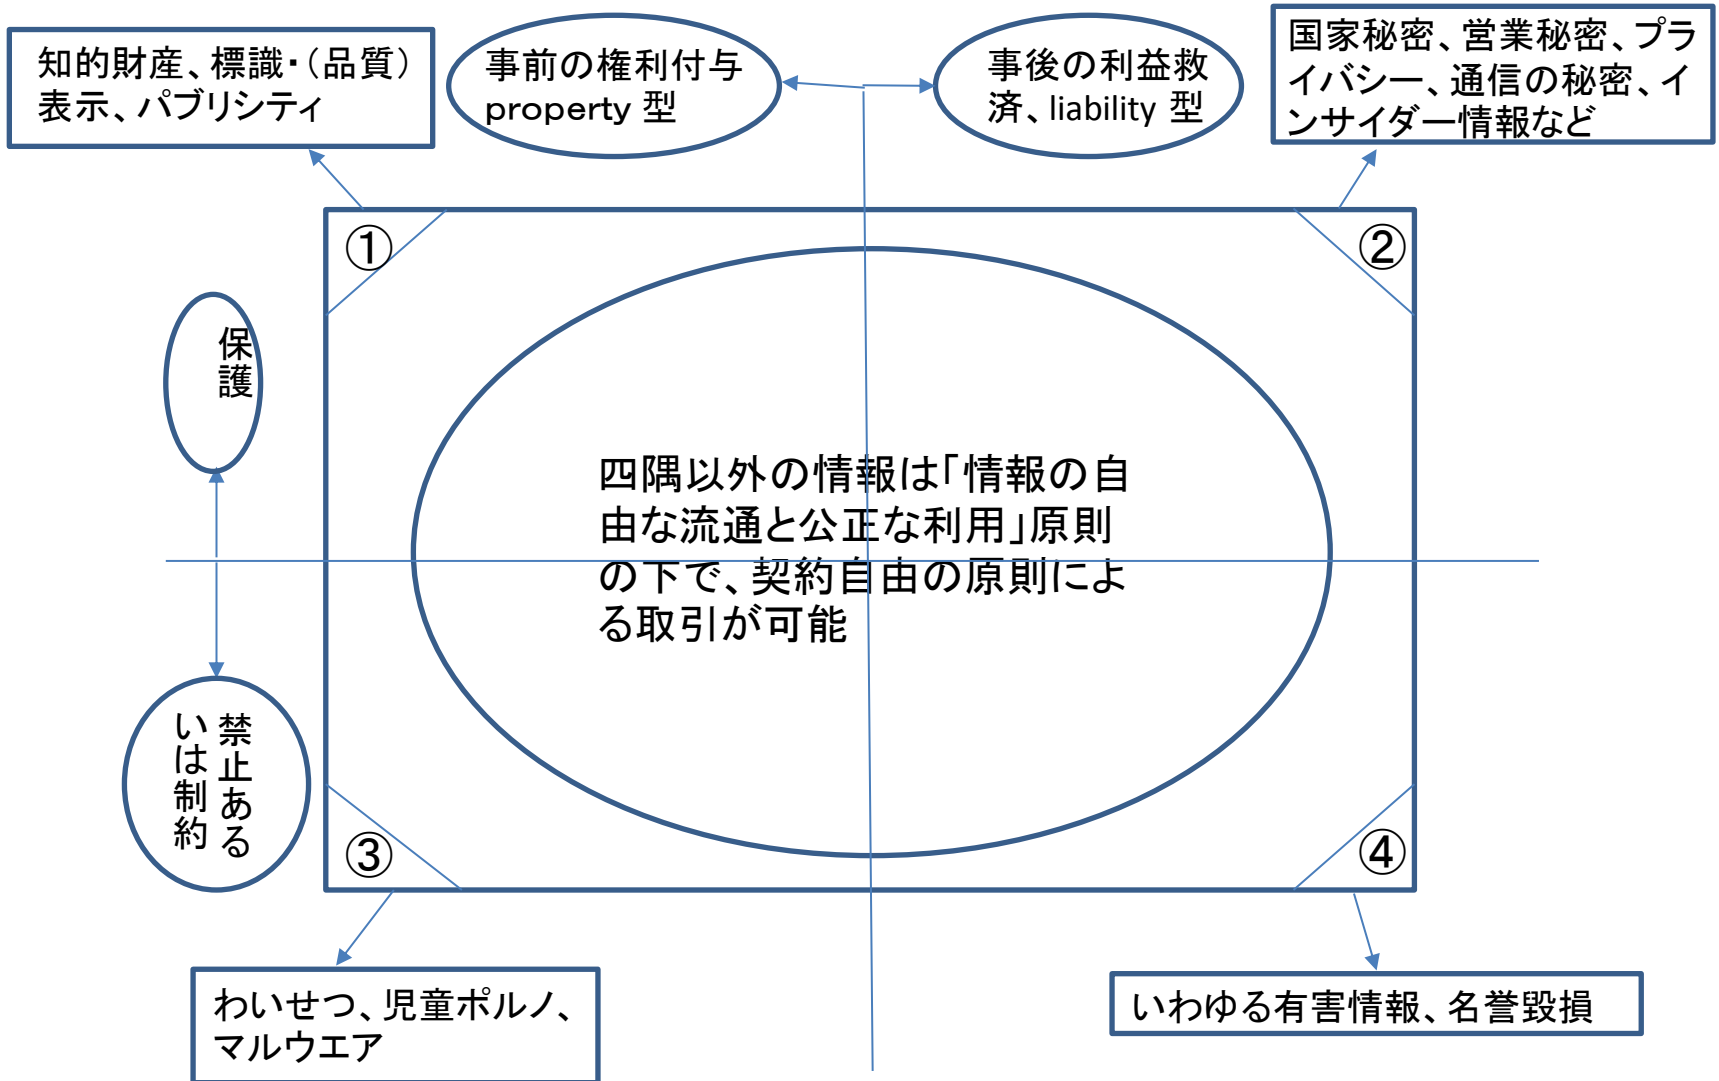 知的財産、標識・（品質）
表示、パブリシティ
事前の権利付与
property 型
事後の利益救
済、liability 型
国家秘密、営業秘密、プラ
イバシー、通信の秘密、イ
ンサイダー情報など
①
②
保護
四隅以外の情報は「情報の自
由な流通と公正な利用」原則
の下で、契約自由の原則によ
る取引が可能
禁止ある
いは制約
③
④
わいせつ、児童ポルノ、
マルウエア
いわゆる有害情報、名誉毀損